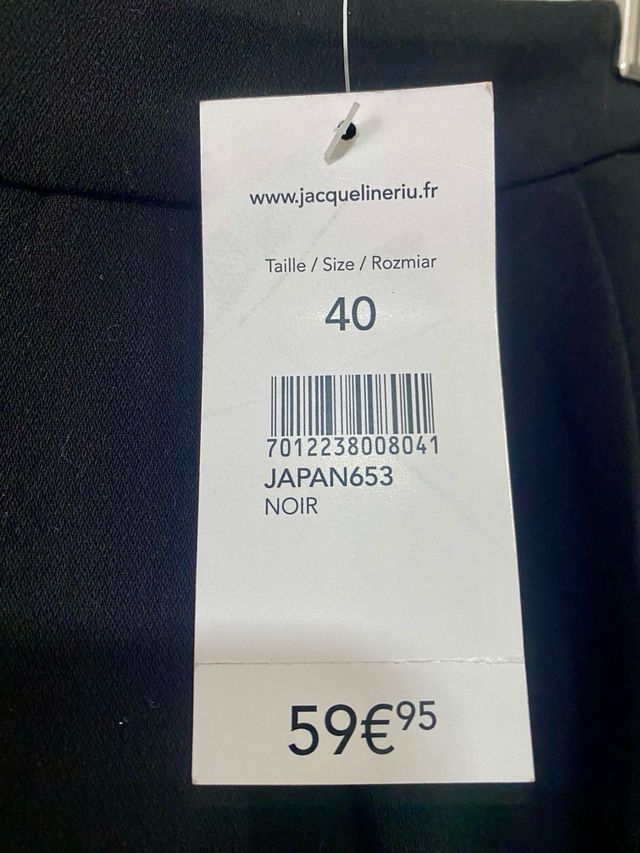 www.jacquelineriu.fr
Taille / Size / Rozmiar
40
7012238008041
JAPAN653
NOIR
59€95